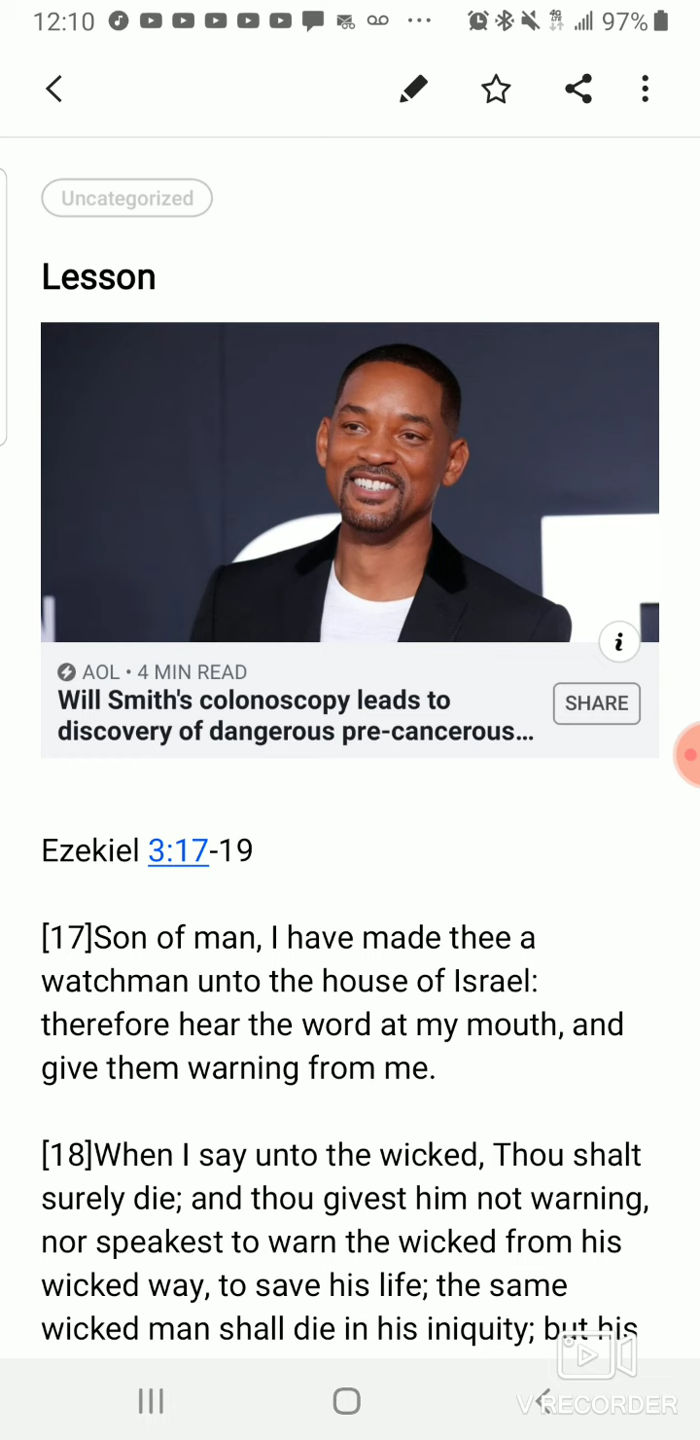 12:10
4G
97%
Uncategorized
Lesson
i
AOL • 4 MIN READ
Will Smith's colonoscopy leads to
discovery of dangerous pre-cancerous...
SHARE
Ezekiel 3:17-19
[17]Son of man, I have made thee a
watchman unto the house of Israel:
therefore hear the word at my mouth, and
give them warning from me.
[18]When I say unto the wicked, Thou shalt
surely die; and thou givest him not warning,
nor speakest to warn the wicked from his
wicked way, to save his life; the same
wicked man shall die in his iniquity; but his
VRECORDER